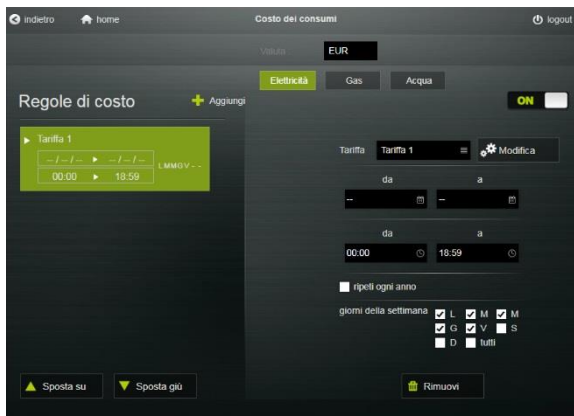 indietro home Costo dei consumi logout
Valuta EUR
Elettricità Gas Acqua
Regole di costo Aggiungi
ON
Tariffa 1
-- / -- / -- -- / -- / --
LMMGV--
00:00 18:59
Tariffa Tariffa 1 Modifica
da a
-- --
da a
00:00 18:59
ripeti ogni anno
giorni della settimana L M M
G V S
D tutti
Sposta su Sposta giù Rimuovi